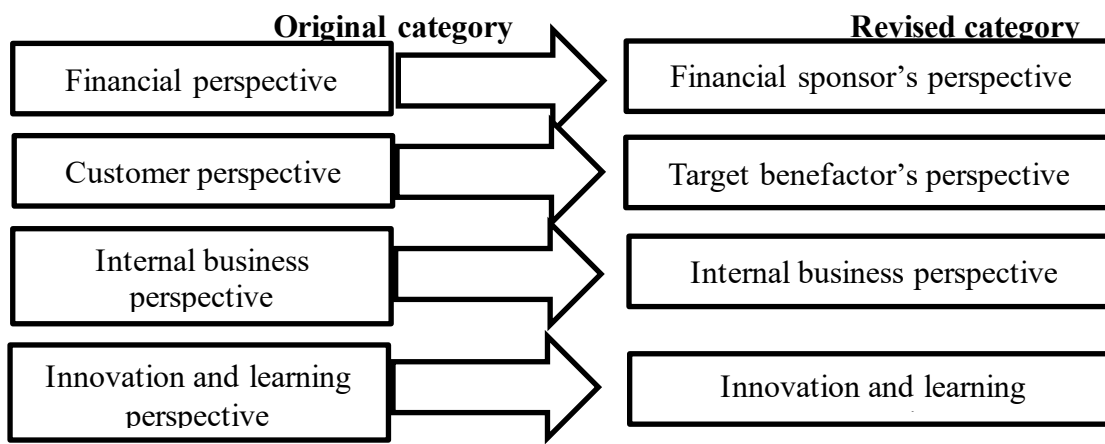 Original category
Revised category
Financial perspective
Financial sponsor's perspective
Customer perspective
Target benefactor's perspective
Internal business
perspective
Internal business perspective
Innovation and learning
perspective
Innovation and learning